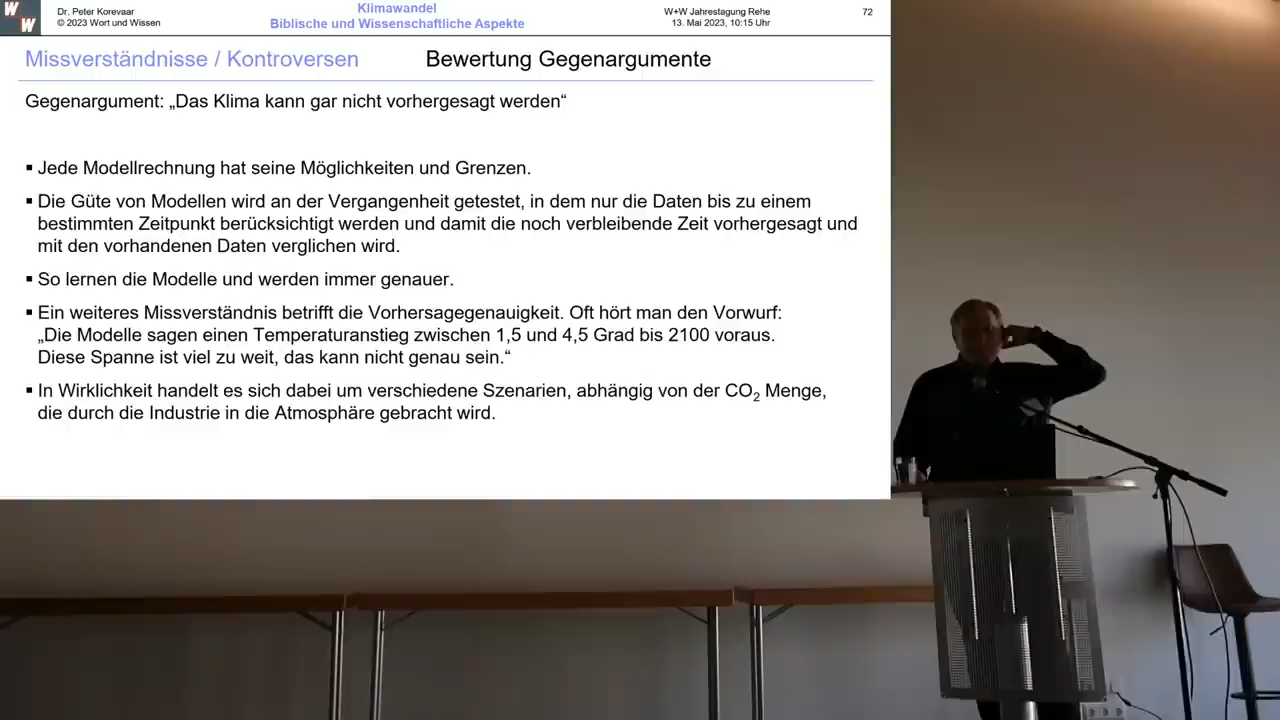 W
W
Dr. Peter Korevaar
© 2023 Wort und Wissen
Klimawandel
Biblische und Wissenschaftliche Aspekte
W+W Jahrestagung Rehe
13. Mai 2023, 10:15 Uhr
72
Missverständnisse / Kontroversen
Bewertung Gegenargumente
Gegenargument: „Das Klima kann gar nicht vorhergesagt werden“
▪ Jede Modellrechnung hat seine Möglichkeiten und Grenzen.
▪ Die Güte von Modellen wird an der Vergangenheit getestet, in dem nur die Daten bis zu einem
bestimmten Zeitpunkt berücksichtigt werden und damit die noch verbleibende Zeit vorhergesagt und
mit den vorhandenen Daten verglichen wird.
▪ So lernen die Modelle und werden immer genauer.
▪ Ein weiteres Missverständnis betrifft die Vorhersagegenauigkeit. Oft hört man den Vorwurf:
„Die Modelle sagen einen Temperaturanstieg zwischen 1,5 und 4,5 Grad bis 2100 voraus.
Diese Spanne ist viel zu weit, das kann nicht genau sein.“
▪ In Wirklichkeit handelt es sich dabei um verschiedene Szenarien, abhängig von der CO₂ Menge,
die durch die Industrie in die Atmosphäre gebracht wird.